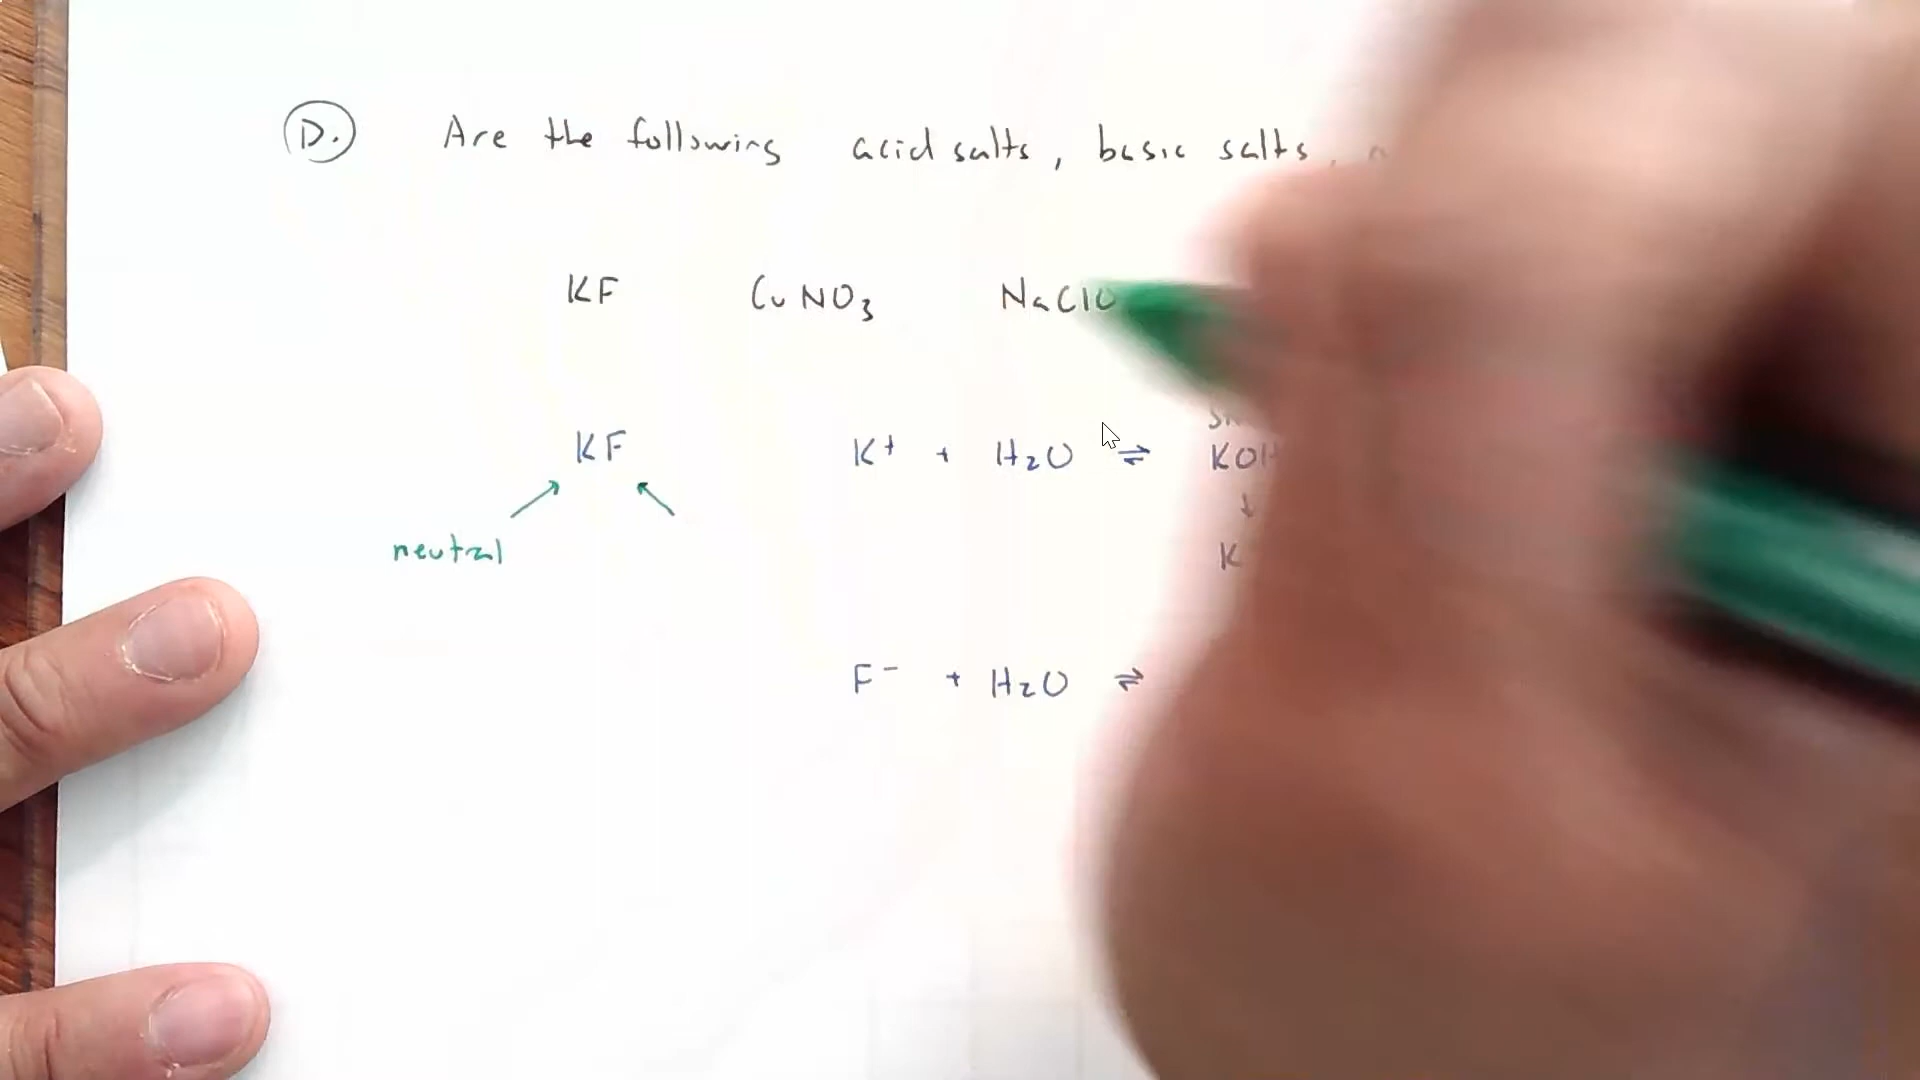 D. Are the following acid salts, basic salts,
KF CuNO3 NaClO
KF K+ + H2O ⇌ KOH
neutral K
F- + H2O ⇌